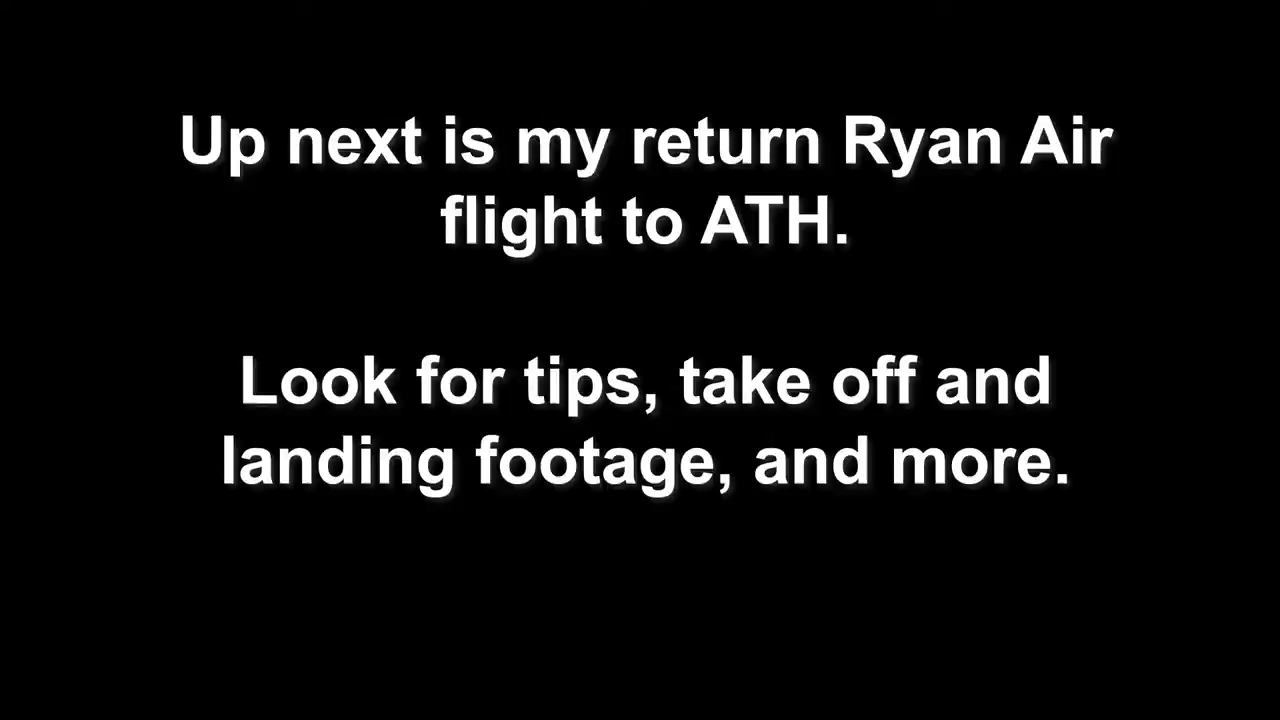 Up next is my return Ryan Air
flight to ATH.
Look for tips, take off and
landing footage, and more.